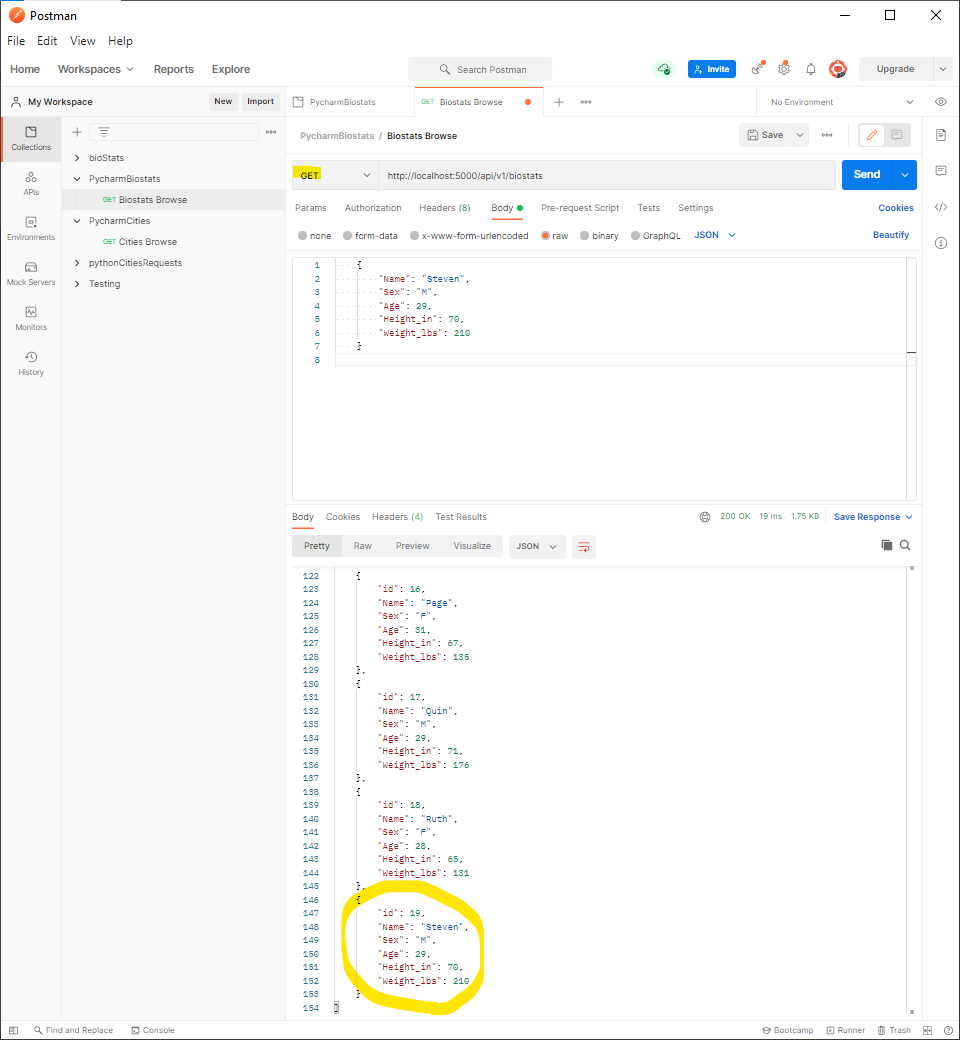 Postman
File Edit View Help
Home Workspaces Reports Explore Search Postman Invite Upgrade
My Workspace New Import PycharmBiostats GET Biostats Browse No Environment
Collections
APIs
Environments
Mock Servers
Monitors
History
bioStats
PycharmBiostats
GET Biostats Browse
PycharmCities
GET Cities Browse
pythonCitiesRequests
Testing
PycharmBiostats / Biostats Browse Save
GET http://localhost:5000/api/v1/biostats Send
Params Authorization Headers (8) Body Pre-request Script Tests Settings Cookies
none form-data x-www-form-urlencoded raw binary GraphQL JSON Beautify
1 {
2 "Name": "Steven",
3 "Sex": "M",
4 "Age": 29,
5 "Height_in": 70,
6 "Weight_lbs": 210
7 }
8
Body Cookies Headers (4) Test Results 200 OK 19 ms 1.75 KB Save Response
Pretty Raw Preview Visualize JSON
122 {
123 "id": 16,
124 "Name": "Page",
125 "Sex": "F",
126 "Age": 31,
127 "Height_in": 67,
128 "Weight_lbs": 135
129 },
130 {
131 "id": 17,
132 "Name": "Quin",
133 "Sex": "M",
134 "Age": 29,
135 "Height_in": 71,
136 "Weight_lbs": 176
137 },
138 {
139 "id": 18,
140 "Name": "Ruth",
141 "Sex": "F",
142 "Age": 28,
143 "Height_in": 65,
144 "Weight_lbs": 131
145 },
146 {
147 "id": 19,
148 "Name": "Steven",
149 "Sex": "M",
150 "Age": 29,
151 "Height_in": 70,
152 "Weight_lbs": 210
153 }
154 ]
Find and Replace Console Bootcamp Runner Trash